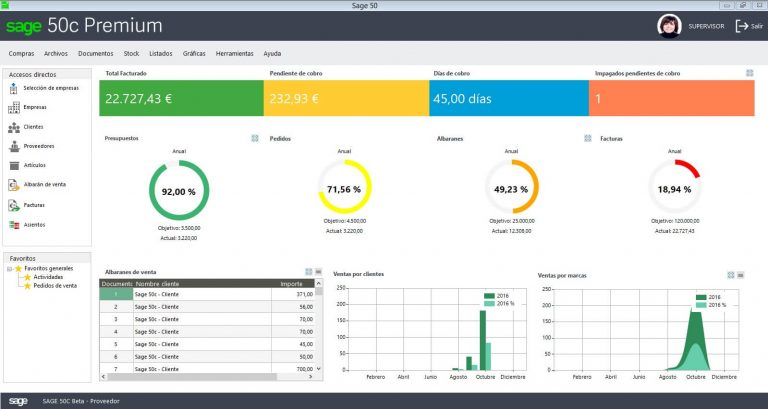 Sage 50
sage 50c Premium
SUPERVISOR
Salir
Compras Archivos Documentos Stock Listados Gráficas Herramientas Ayuda
Accesos directos
Selección de empresas
Empresas
Clientes
Proveedores
Artículos
Albarán de venta
Facturas
Asientos
Favoritos
Favoritos generales
Actividades
Pedidos de venta
Total Facturado
22.727,43 €
Pendiente de cobro
232,93 €
Días de cobro
45,00 días
Impagados pendientes de cobro
1
Presupuestos
Anual
92,00 %
Objetivo: 3.500,00
Actual: 3.220,00
Pedidos
Anual
71,56 %
Objetivo: 4.500,00
Actual: 3.220,00
Albaranes
Anual
49,23 %
Objetivo: 25.000,00
Actual: 12.308,00
Facturas
Anual
18,94 %
Objetivo: 120.000,00
Actual: 22.727,43
Albaranes de venta
Documento Nombre cliente Importe
1 Sage 50c - Cliente 371,00
2 Sage 50c - Cliente 56,00
3 Sage 50c - Cliente 70,00
4 Sage 50c - Cliente 70,00
5 Sage 50c - Cliente 45,00
6 Sage 50c - Cliente 50,00
7 Sage 50c - Cliente 700,00
Ventas por clientes
2016
2016 %
250
200
150
100
50
0
Febrero Abril Junio Agosto Octubre Diciembre
Ventas por marcas
2016
2016 %
250
200
150
100
50
0
Febrero Abril Junio Agosto Octubre Diciembre
sage SAGE 50C Beta - Proveedor